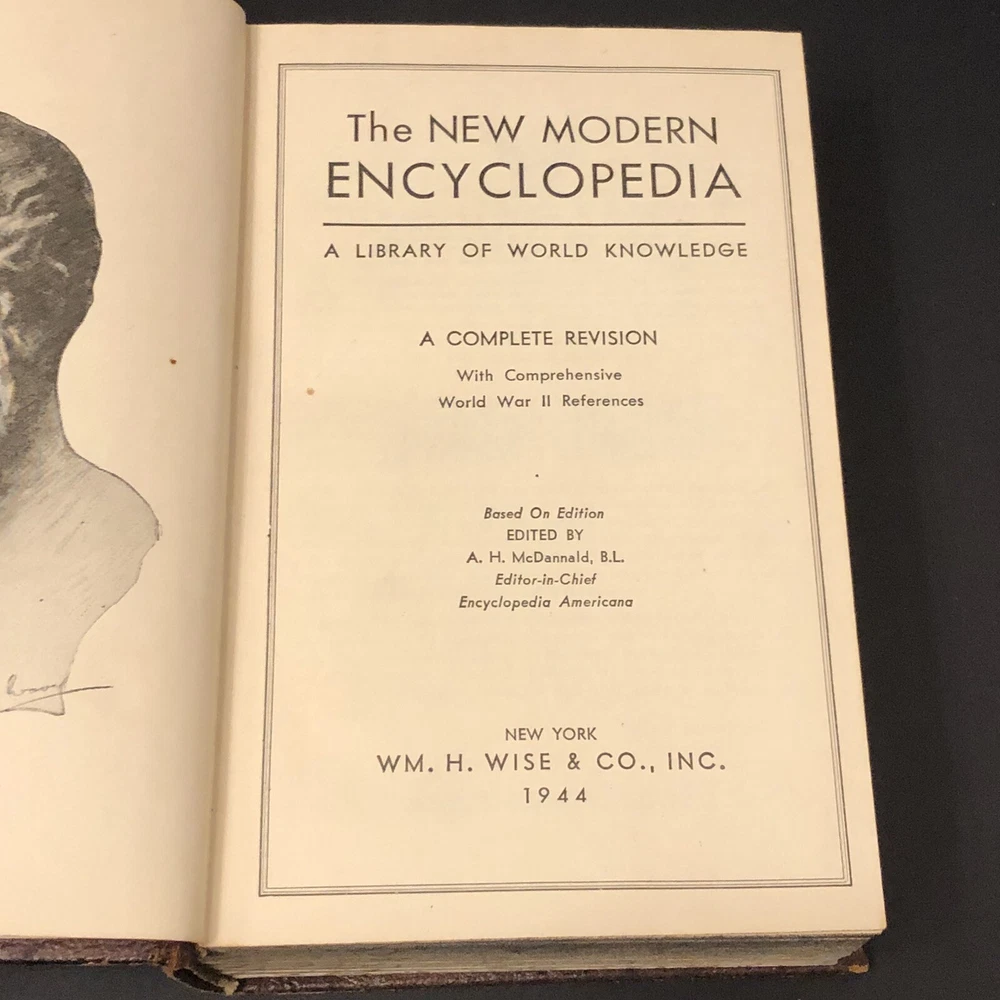 The NEW MODERN
ENCYCLOPEDIA
A LIBRARY OF WORLD KNOWLEDGE
A COMPLETE REVISION
With Comprehensive
World War II References
Based On Edition
EDITED BY
A. H. McDannald, B.L.
Editor-in-Chief
Encyclopedia Americana
NEW YORK
WM. H. WISE & CO., INC.
1944